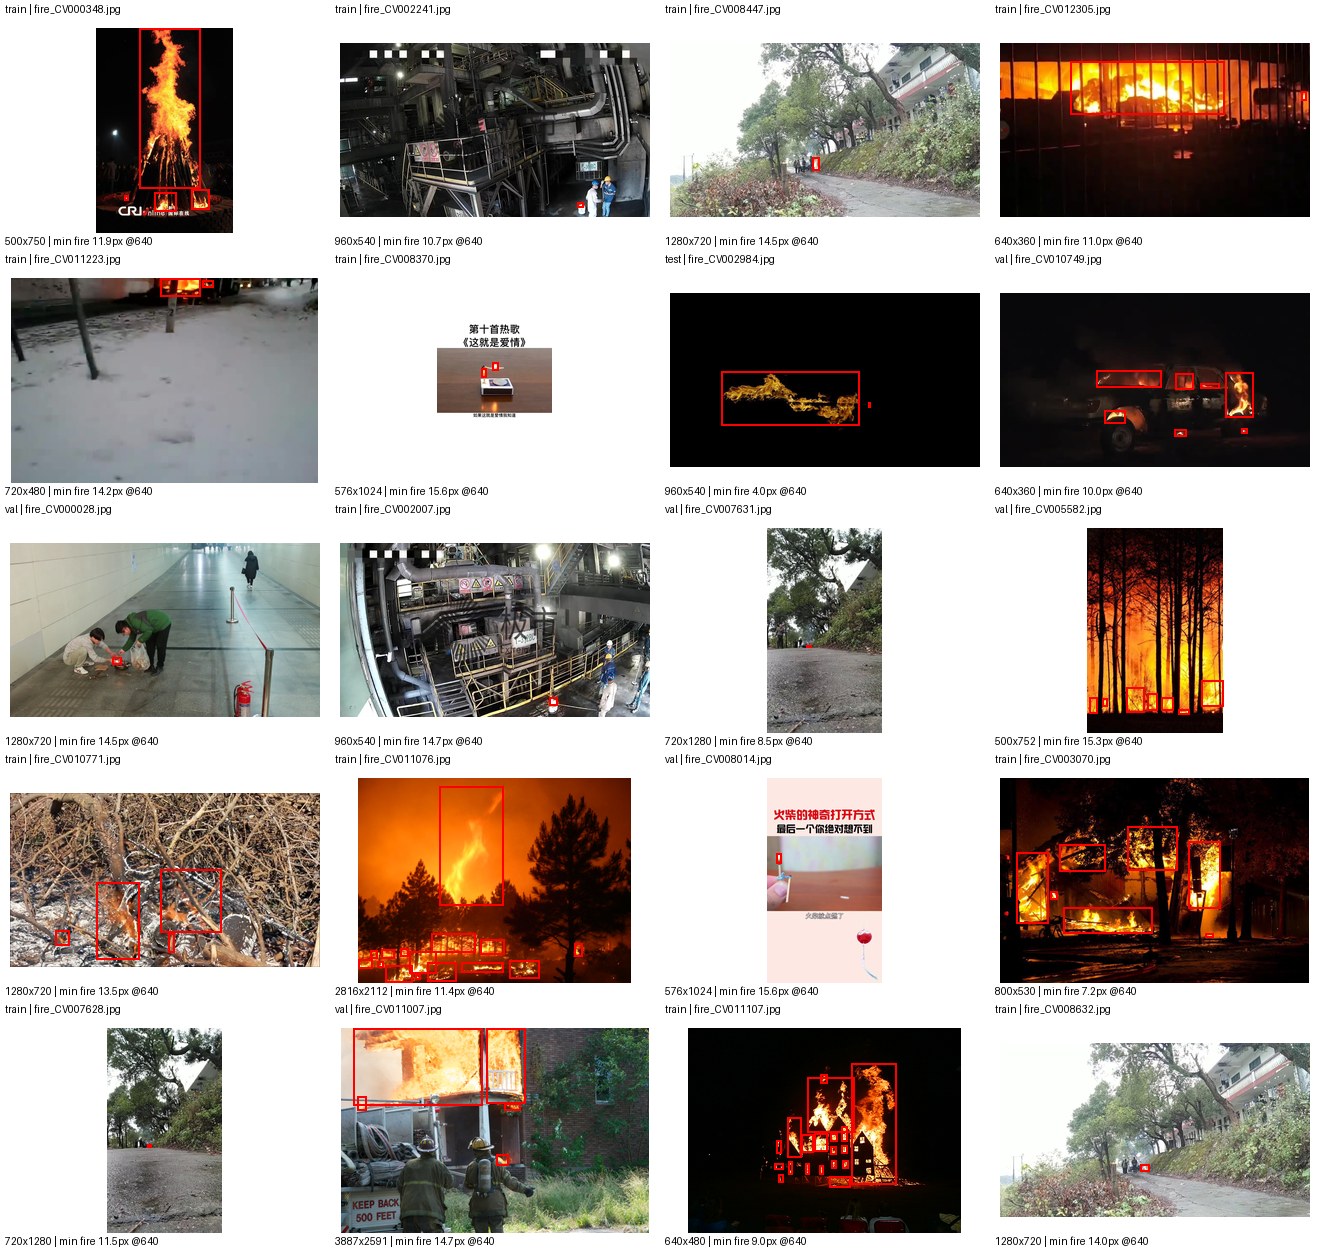 train | fire_CV000348.jpg
train | fire_CV002241.jpg
train | fire_CV008447.jpg
train | fire_CV012305.jpg
CRI
500x750 | min fire 11.9px @640
960x540 | min fire 10.7px @640
1280x720 | min fire 14.5px @640
640x360 | min fire 11.0px @640
train | fire_CV011223.jpg
train | fire_CV008370.jpg
test | fire_CV002984.jpg
val | fire_CV010749.jpg
第十首热歌
《这就是爱情》
720x480 | min fire 14.2px @640
576x1024 | min fire 15.6px @640
960x540 | min fire 4.0px @640
640x360 | min fire 10.0px @640
val | fire_CV000028.jpg
train | fire_CV002007.jpg
val | fire_CV007631.jpg
val | fire_CV005582.jpg
1280x720 | min fire 14.5px @640
960x540 | min fire 14.7px @640
720x1280 | min fire 8.5px @640
500x752 | min fire 15.3px @640
train | fire_CV010771.jpg
train | fire_CV011076.jpg
val | fire_CV008014.jpg
train | fire_CV003070.jpg
火柴的神奇打开方式
最后一个你绝对想不到
1280x720 | min fire 13.5px @640
2816x2112 | min fire 11.4px @640
576x1024 | min fire 15.6px @640
800x530 | min fire 7.2px @640
train | fire_CV007628.jpg
val | fire_CV011007.jpg
train | fire_CV011107.jpg
train | fire_CV008632.jpg
KEEP BACK
500 FEET
720x1280 | min fire 11.5px @640
3887x2591 | min fire 14.7px @640
640x480 | min fire 9.0px @640
1280x720 | min fire 14.0px @640